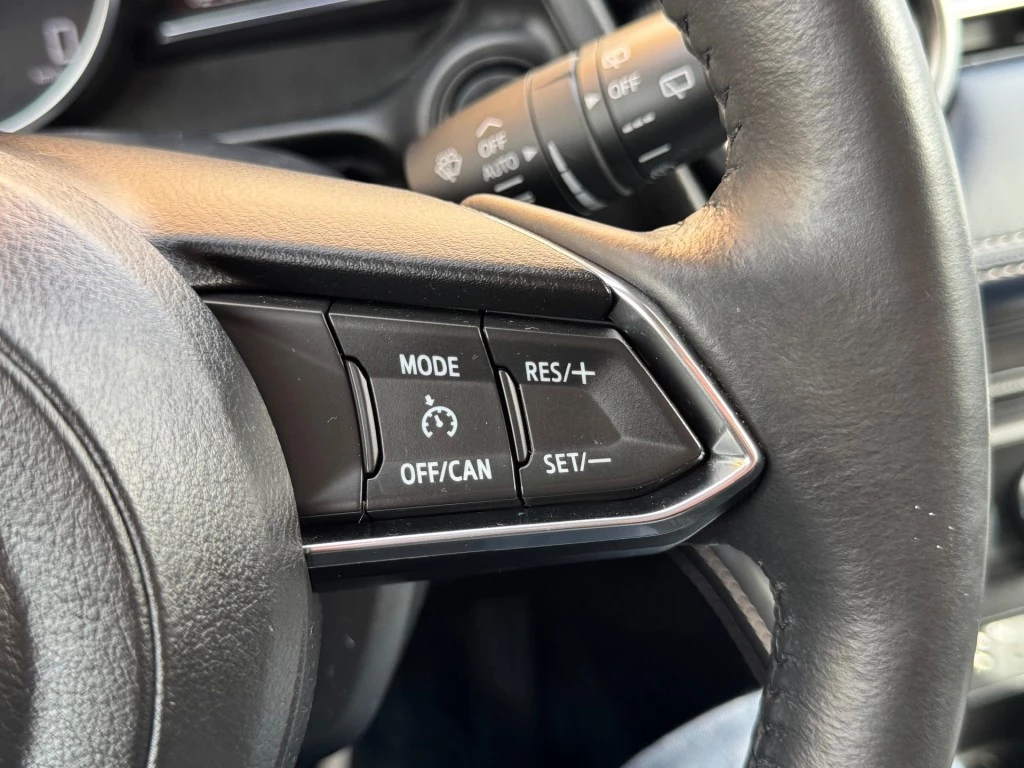 OFF
OFF
AUTO
MODE
RES/+
OFF/CAN
SET/−